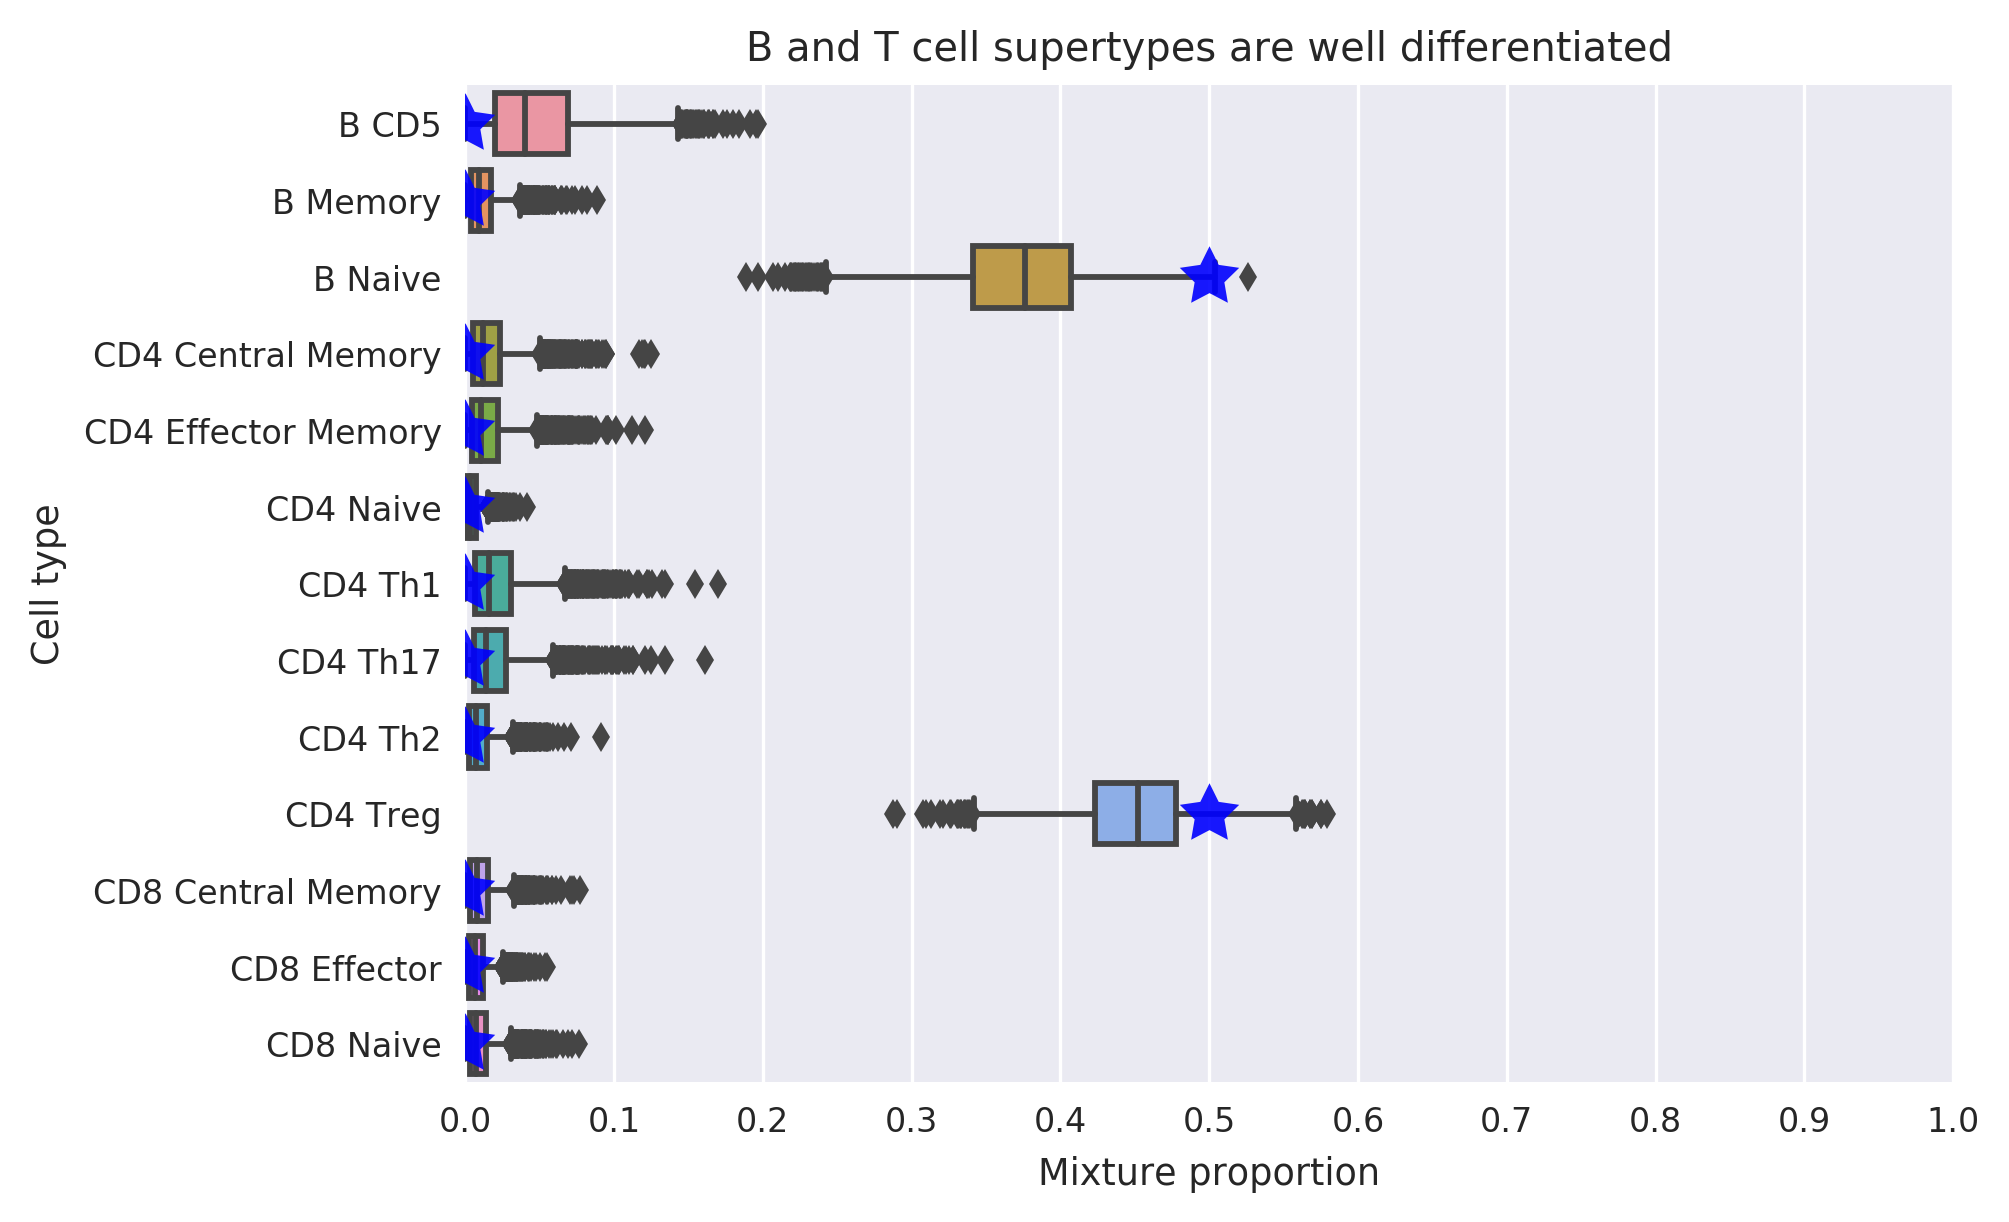 B and T cell supertypes are well differentiated
B CD5
B Memory
B Naive
CD4 Central Memory
CD4 Effector Memory
CD4 Naive
CD4 Th1
CD4 Th17
CD4 Th2
CD4 Treg
CD8 Central Memory
CD8 Effector
CD8 Naive
Cell type
0.0 0.1 0.2 0.3 0.4 0.5 0.6 0.7 0.8 0.9 1.0
Mixture proportion